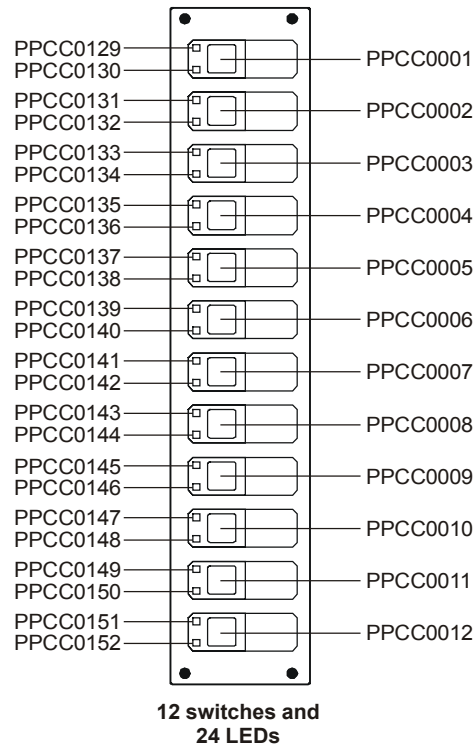 PPCC0129
PPCC0130
PPCC0001
PPCC0131
PPCC0132
PPCC0002
PPCC0133
PPCC0134
PPCC0003
PPCC0135
PPCC0136
PPCC0004
PPCC0137
PPCC0138
PPCC0005
PPCC0139
PPCC0140
PPCC0006
PPCC0141
PPCC0142
PPCC0007
PPCC0143
PPCC0144
PPCC0008
PPCC0145
PPCC0146
PPCC0009
PPCC0147
PPCC0148
PPCC0010
PPCC0149
PPCC0150
PPCC0011
PPCC0151
PPCC0152
PPCC0012
12 switches and
24 LEDs